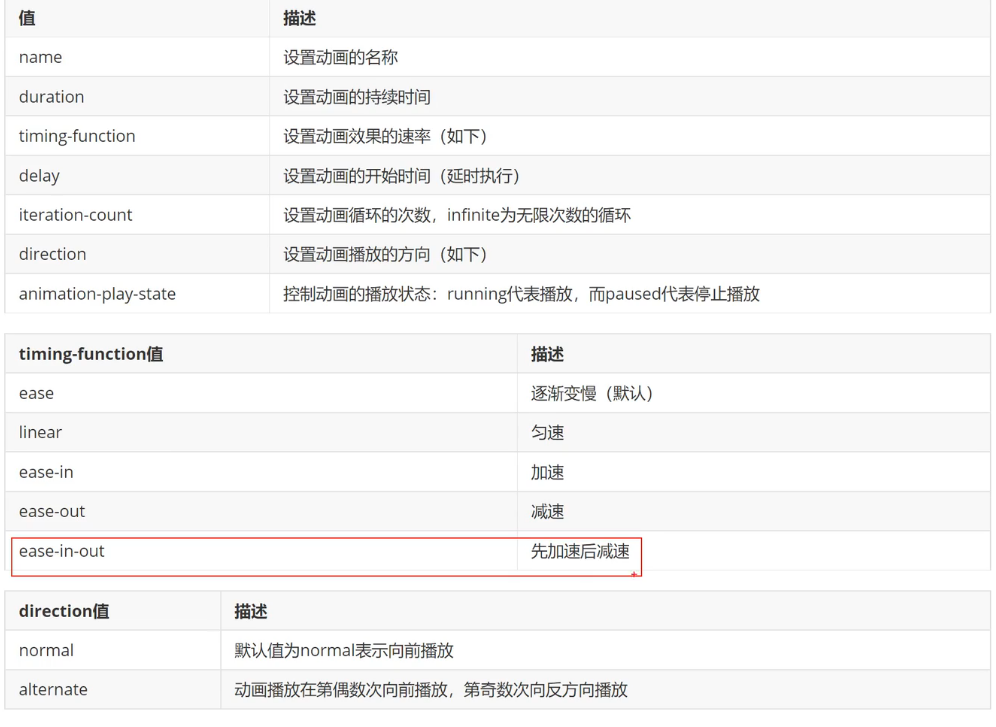 值 描述
name 设置动画的名称
duration 设置动画的持续时间
timing-function 设置动画效果的速率（如下）
delay 设置动画的开始时间（延时执行）
iteration-count 设置动画循环的次数，infinite为无限次数的循环
direction 设置动画播放的方向（如下）
animation-play-state 控制动画的播放状态：running代表播放，而paused代表停止播放
timing-function值 描述
ease 逐渐变慢（默认）
linear 匀速
ease-in 加速
ease-out 减速
ease-in-out 先加速后减速
direction值 描述
normal 默认值为normal表示向前播放
alternate 动画播放在第偶数次向前播放，第奇数次向反方向播放